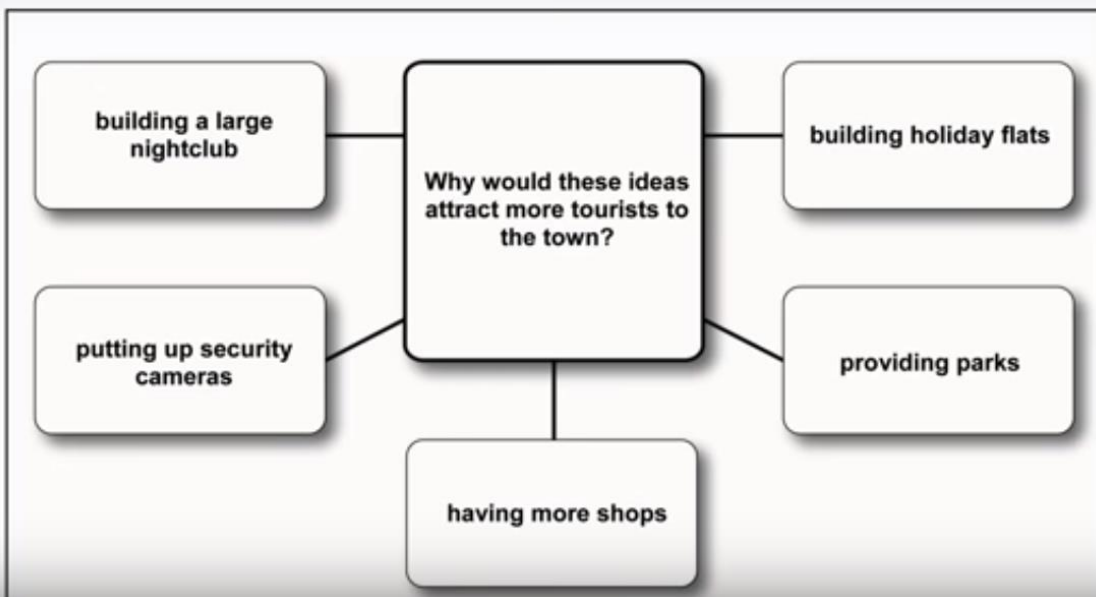 building a large
nightclub
Why would these ideas
attract more tourists to
the town?
building holiday flats
putting up security
cameras
providing parks
having more shops